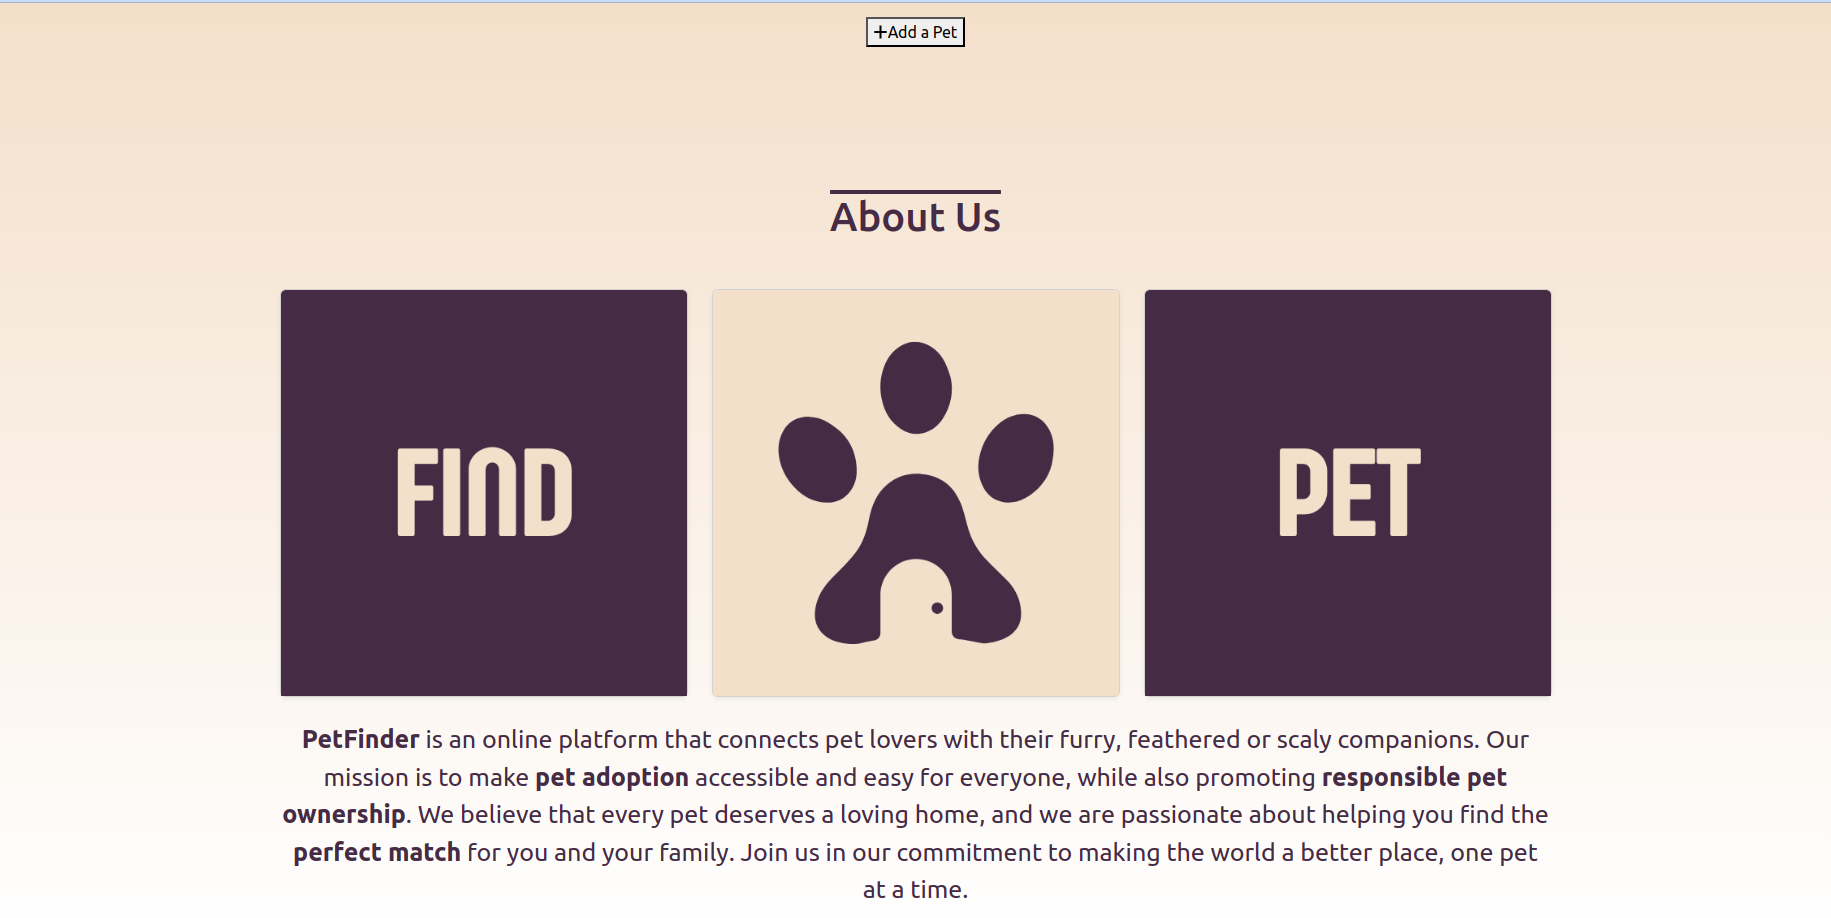 +Add a Pet
About Us
FIND
PET
PetFinder is an online platform that connects pet lovers with their furry, feathered or scaly companions. Our
mission is to make pet adoption accessible and easy for everyone, while also promoting responsible pet
ownership. We believe that every pet deserves a loving home, and we are passionate about helping you find the
perfect match for you and your family. Join us in our commitment to making the world a better place, one pet
at a time.